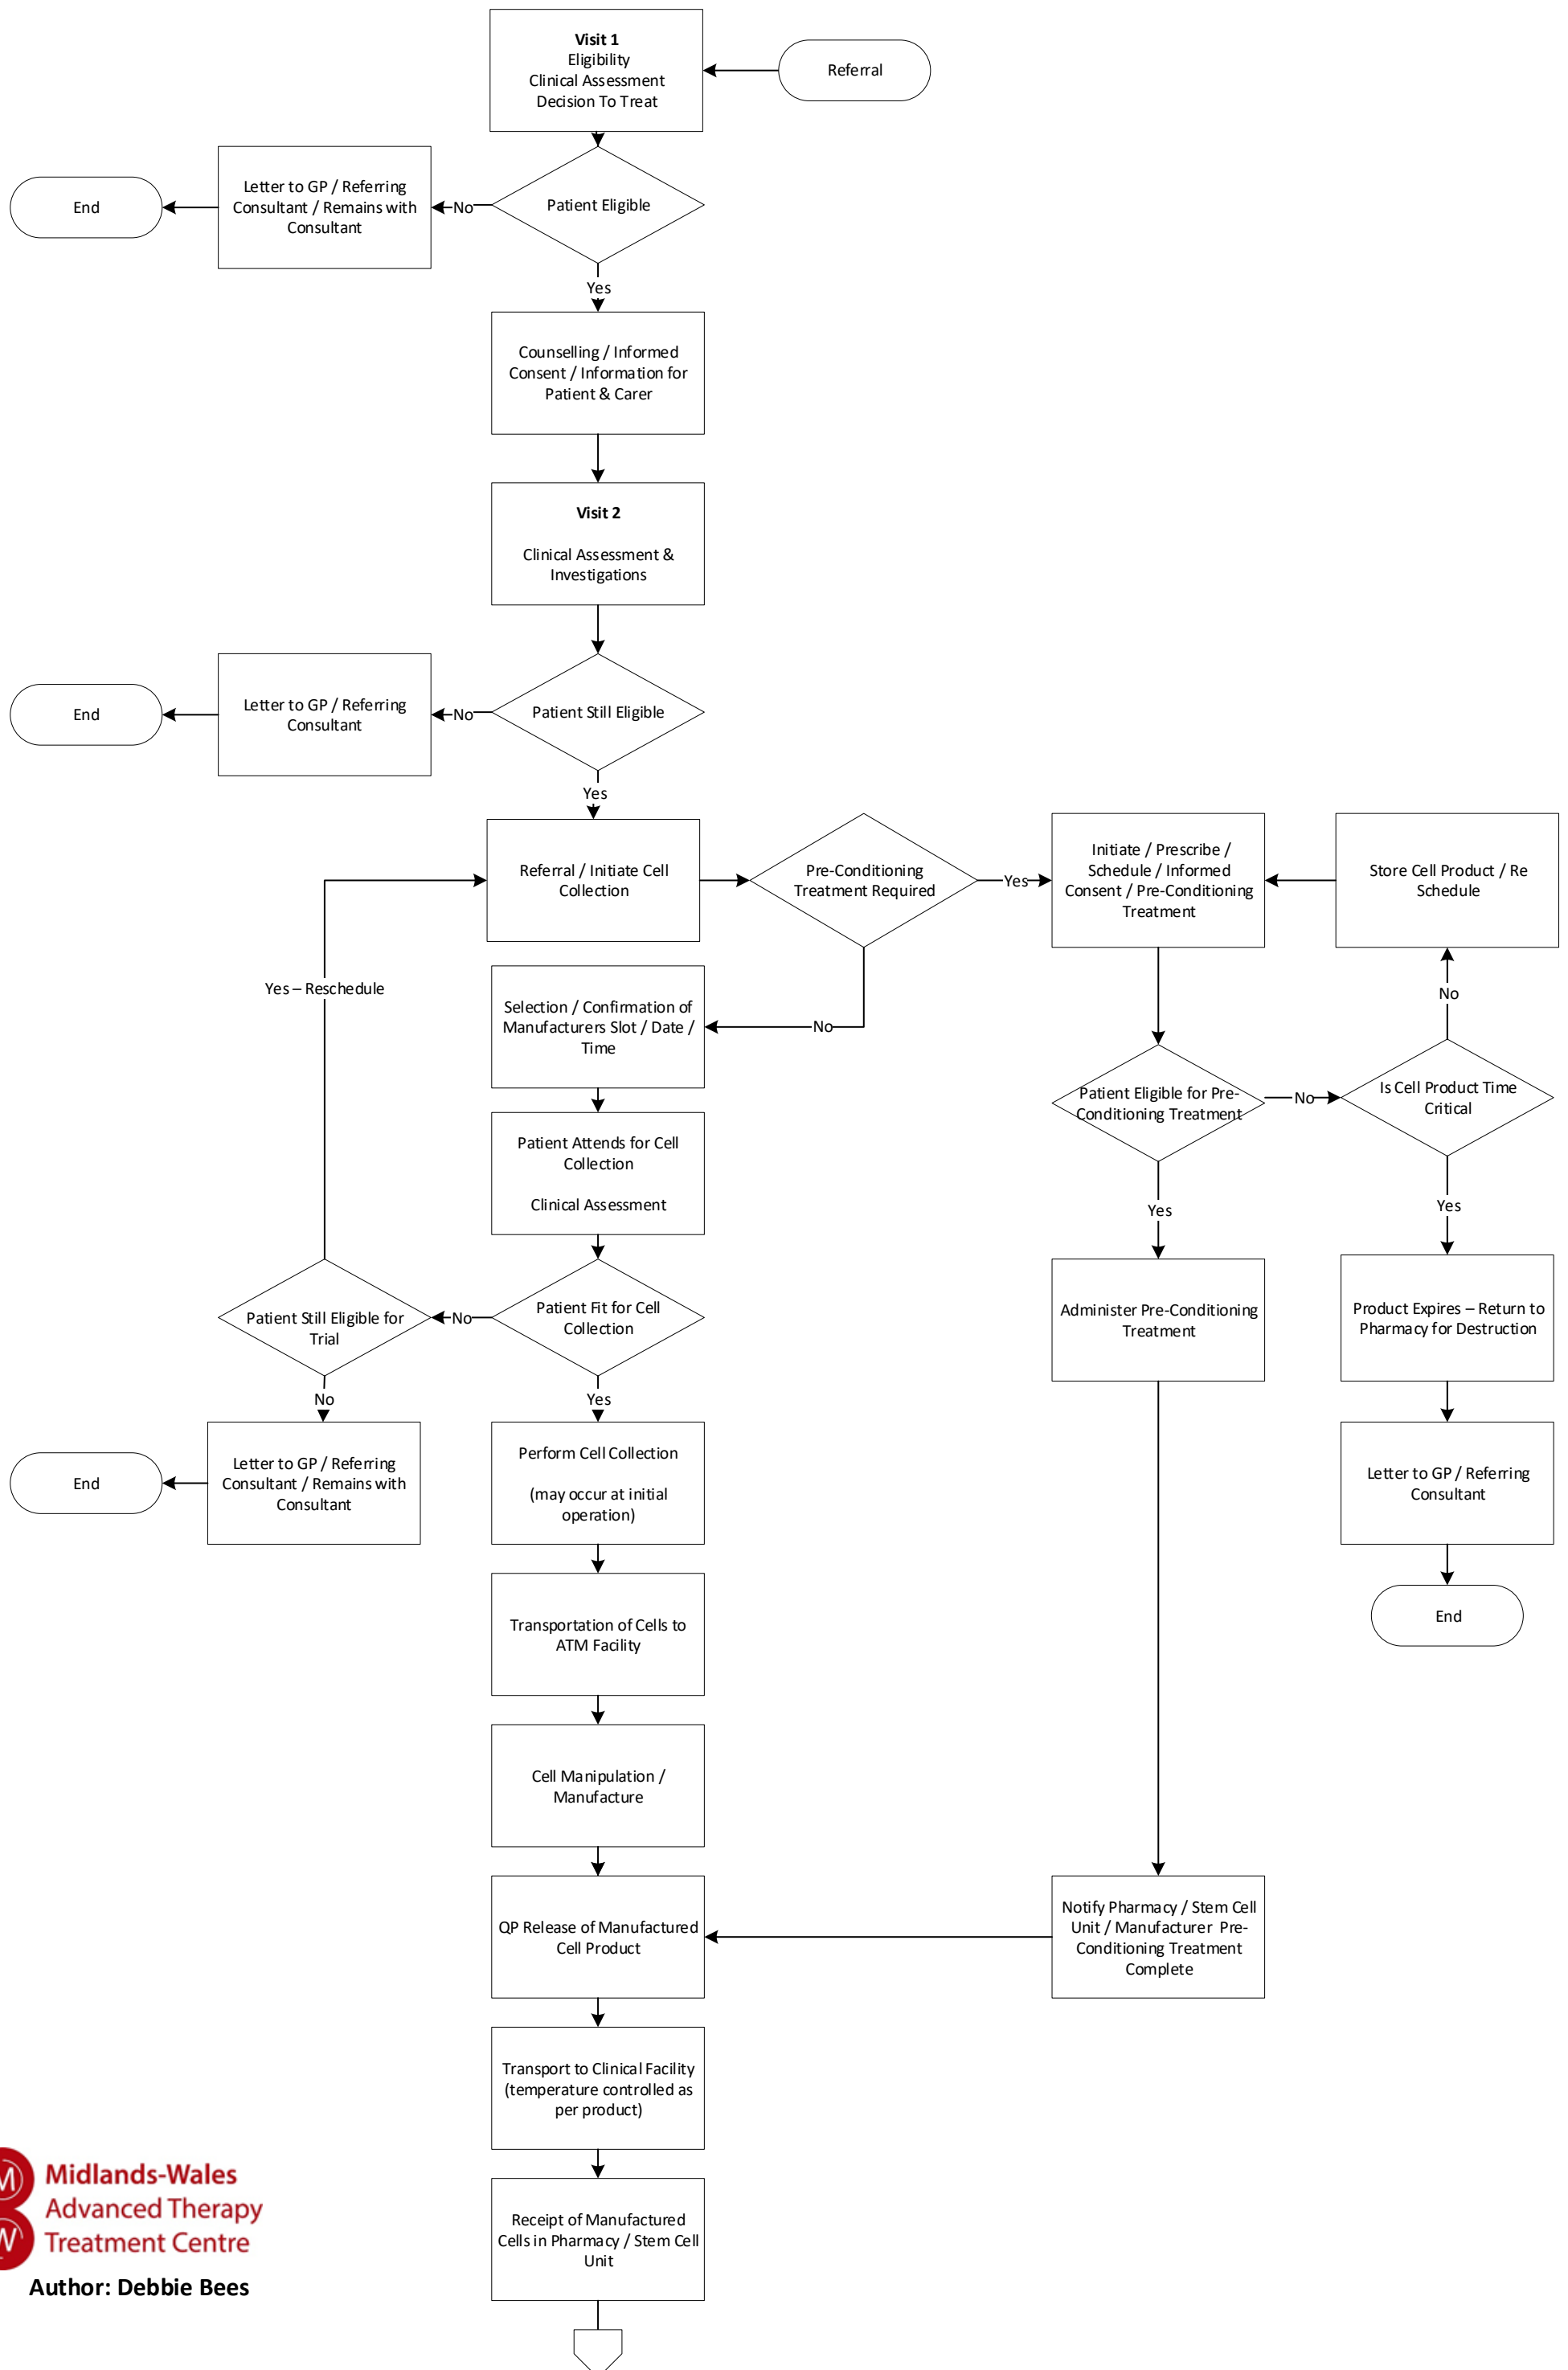 Visit 1
Eligibility
Clinical Assessment
Decision To Treat
Referral
End
Letter to GP / Referring
Consultant / Remains with
Consultant
No
Patient Eligible
Yes
Counselling / Informed
Consent / Information for
Patient & Carer
Visit 2
Clinical Assessment &
Investigations
End
Letter to GP / Referring
Consultant
No
Patient Still Eligible
Yes
Referral / Initiate Cell
Collection
Pre-Conditioning
Treatment Required
Yes
Initiate / Prescribe /
Schedule / Informed
Consent / Pre-Conditioning
Treatment
Store Cell Product / Re
Schedule
Yes – Reschedule
Selection / Confirmation of
Manufacturers Slot / Date /
Time
No
No
Patient Eligible for Pre-
Conditioning Treatment
No
Is Cell Product Time
Critical
Patient Attends for Cell
Collection
Clinical Assessment
Yes
Yes
Patient Still Eligible for
Trial
No
Patient Fit for Cell
Collection
Administer Pre-Conditioning
Treatment
Product Expires – Return to
Pharmacy for Destruction
No
Yes
End
Letter to GP / Referring
Consultant / Remains with
Consultant
Perform Cell Collection
(may occur at initial
operation)
Letter to GP / Referring
Consultant
End
Transportation of Cells to
ATM Facility
Cell Manipulation /
Manufacture
QP Release of Manufactured
Cell Product
Notify Pharmacy / Stem Cell
Unit / Manufacturer Pre-
Conditioning Treatment
Complete
Transport to Clinical Facility
(temperature controlled as
per product)
Receipt of Manufactured
Cells in Pharmacy / Stem Cell
Unit
M
W
Midlands-Wales
Advanced Therapy
Treatment Centre
Author: Debbie Bees